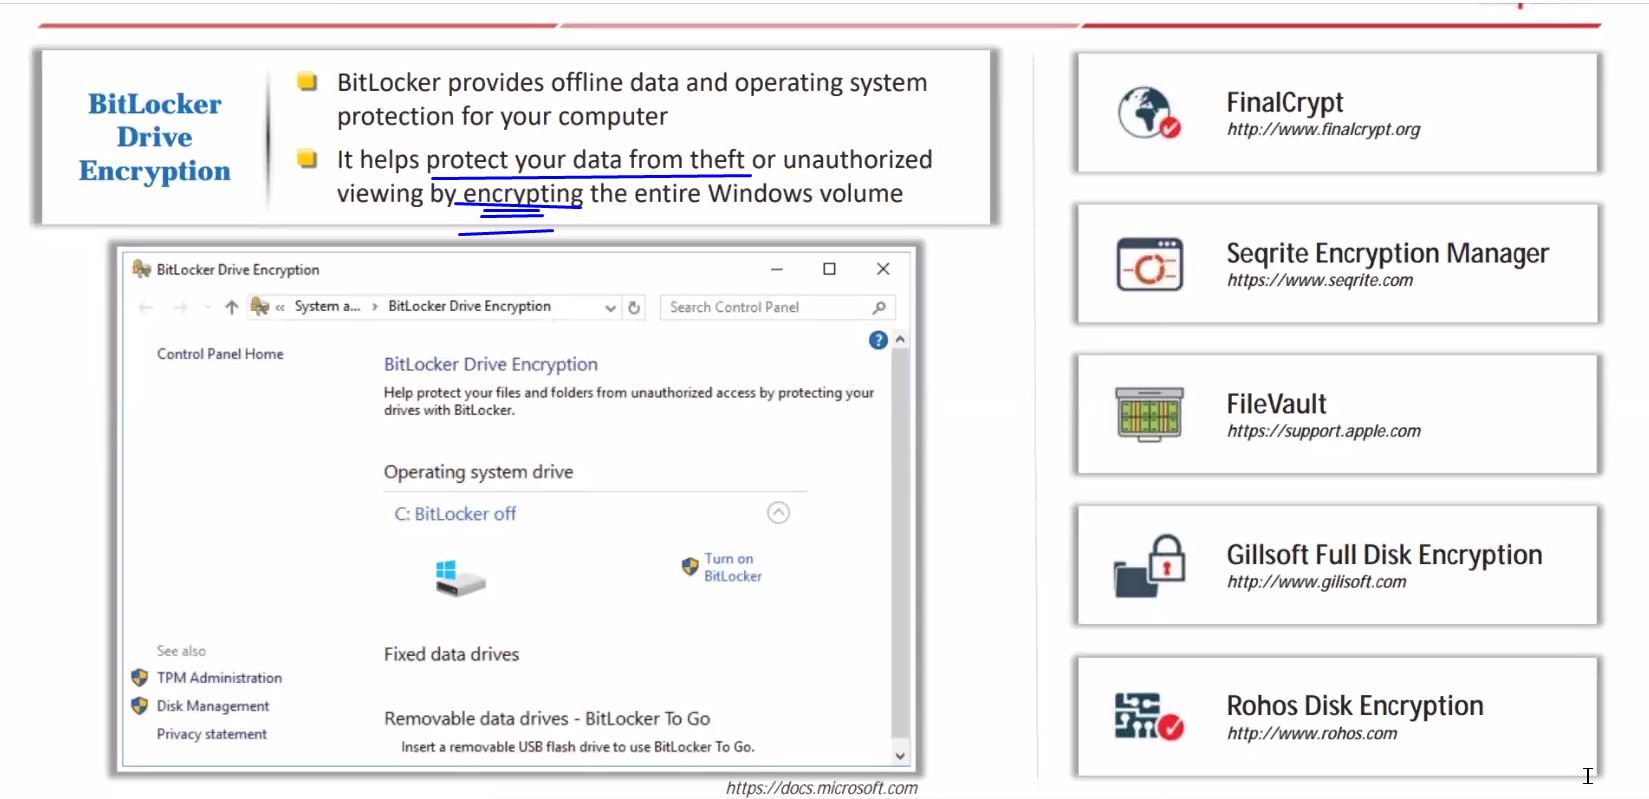 BitLocker
Drive
Encryption
BitLocker provides offline data and operating system
protection for your computer
It helps protect your data from theft or unauthorized
viewing by encrypting the entire Windows volume
BitLocker Drive Encryption
« System a... > BitLocker Drive Encryption
Search Control Panel
Control Panel Home
?
BitLocker Drive Encryption
Help protect your files and folders from unauthorized access by protecting your
drives with BitLocker.
Operating system drive
C: BitLocker off
Turn on
BitLocker
Fixed data drives
Removable data drives - BitLocker To Go
Insert a removable USB flash drive to use BitLocker To Go.
See also
TPM Administration
Disk Management
Privacy statement
https://docs.microsoft.com
FinalCrypt
http://www.finalcrypt.org
Seqrite Encryption Manager
https://www.seqrite.com
FileVault
https://support.apple.com
Gillsoft Full Disk Encryption
http://www.gilisoft.com
Rohos Disk Encryption
http://www.rohos.com